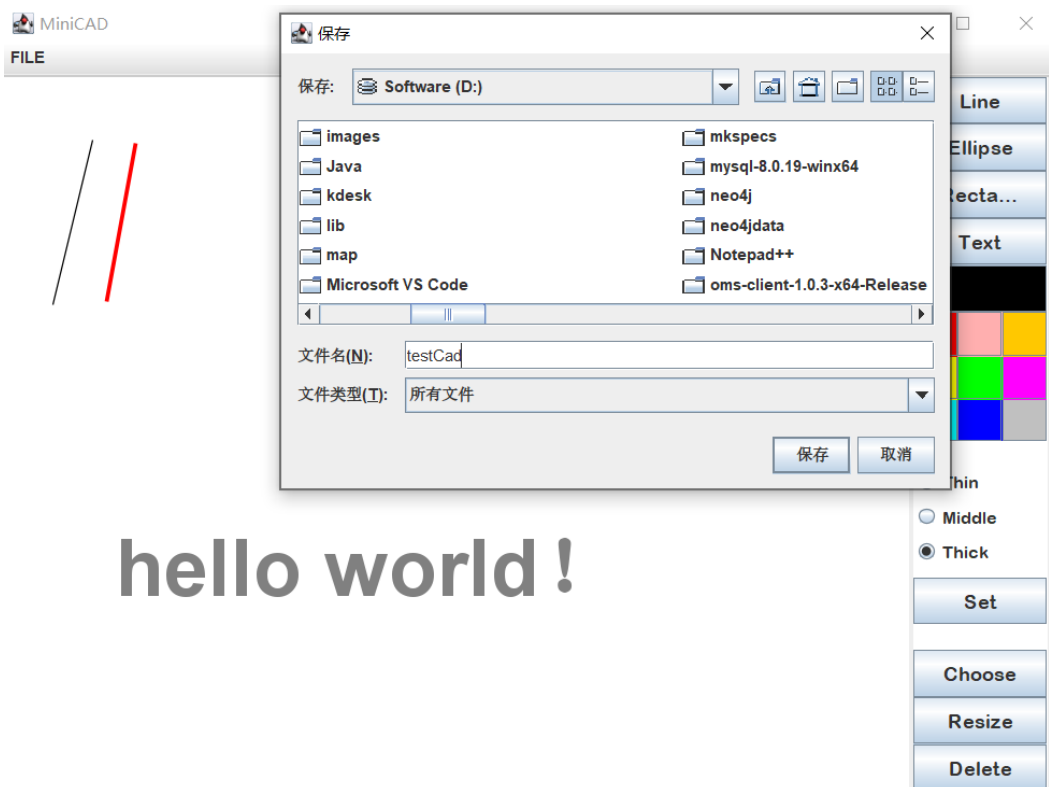 MiniCAD
FILE
保存
保存: Software (D:)
images
Java
kdesk
lib
map
Microsoft VS Code
mkspecs
mysql-8.0.19-winx64
neo4j
neo4jdata
Notepad++
oms-client-1.0.3-x64-Release
文件名(N): testCad
文件类型(T): 所有文件
保存 取消
Line
Ellipse
Recta...
Text
Thin
Middle
Thick
Set
Choose
Resize
Delete
hello world！